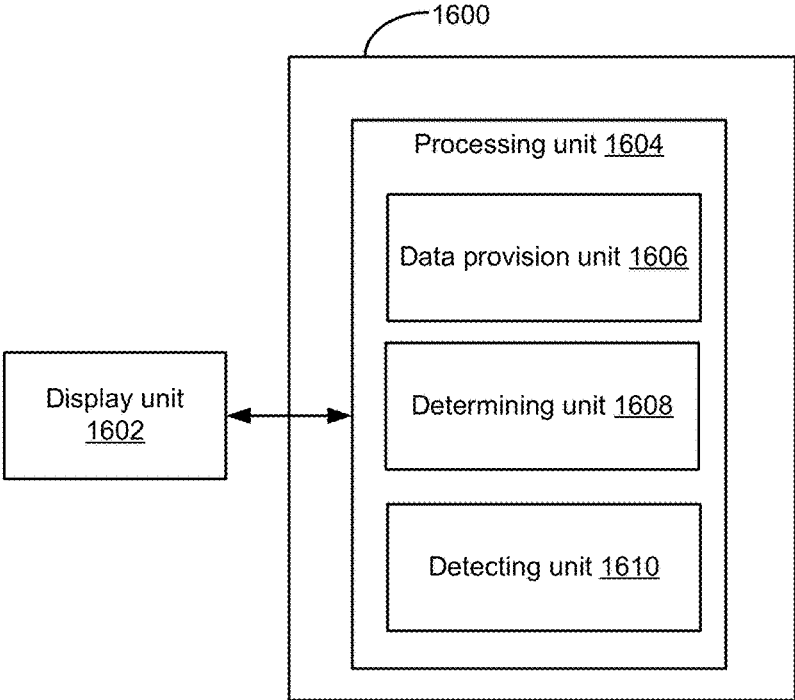 1600
Processing unit 1604
Data provision unit 1606
Display unit
1602
Determining unit 1608
Detecting unit 1610